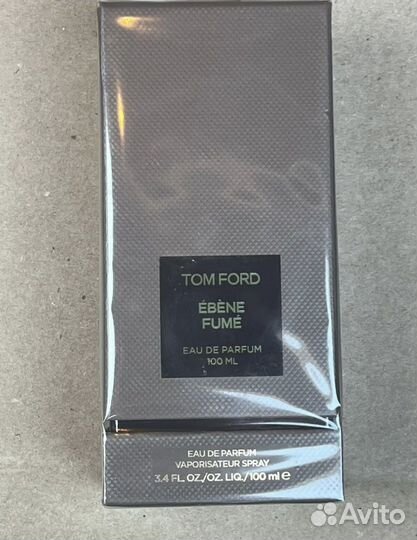 TOM FORD
ÉBÈNE
FUMÉ
EAU DE PARFUM
100 ML
EAU DE PARFUM
VAPORISATEUR SPRAY
3.4 FL. OZ./OZ. LIQ./100 ml ℮
Avito